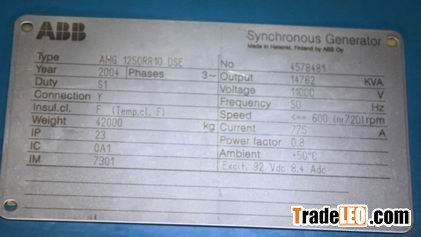 ABB
Synchronous Generator
Made in Helsinki, Finland by ABB Oy
Type AMG 1250RR10 DSE
Year 2004 Phases 3~
Duty S1
Connection Y
Insul.cl. F (Temp.cl. F)
Weight 42000 kg
IP 23
IC 0A1
IM 7301
No 4578481
Output 14762 KVA
Voltage 11000 V
Frequency 50 Hz
Speed 600 rpm
Current 775 A
Power factor 0.8
Ambient +50°C
Excit. 92 Vdc 8.4 Adc
TradeLEO.com